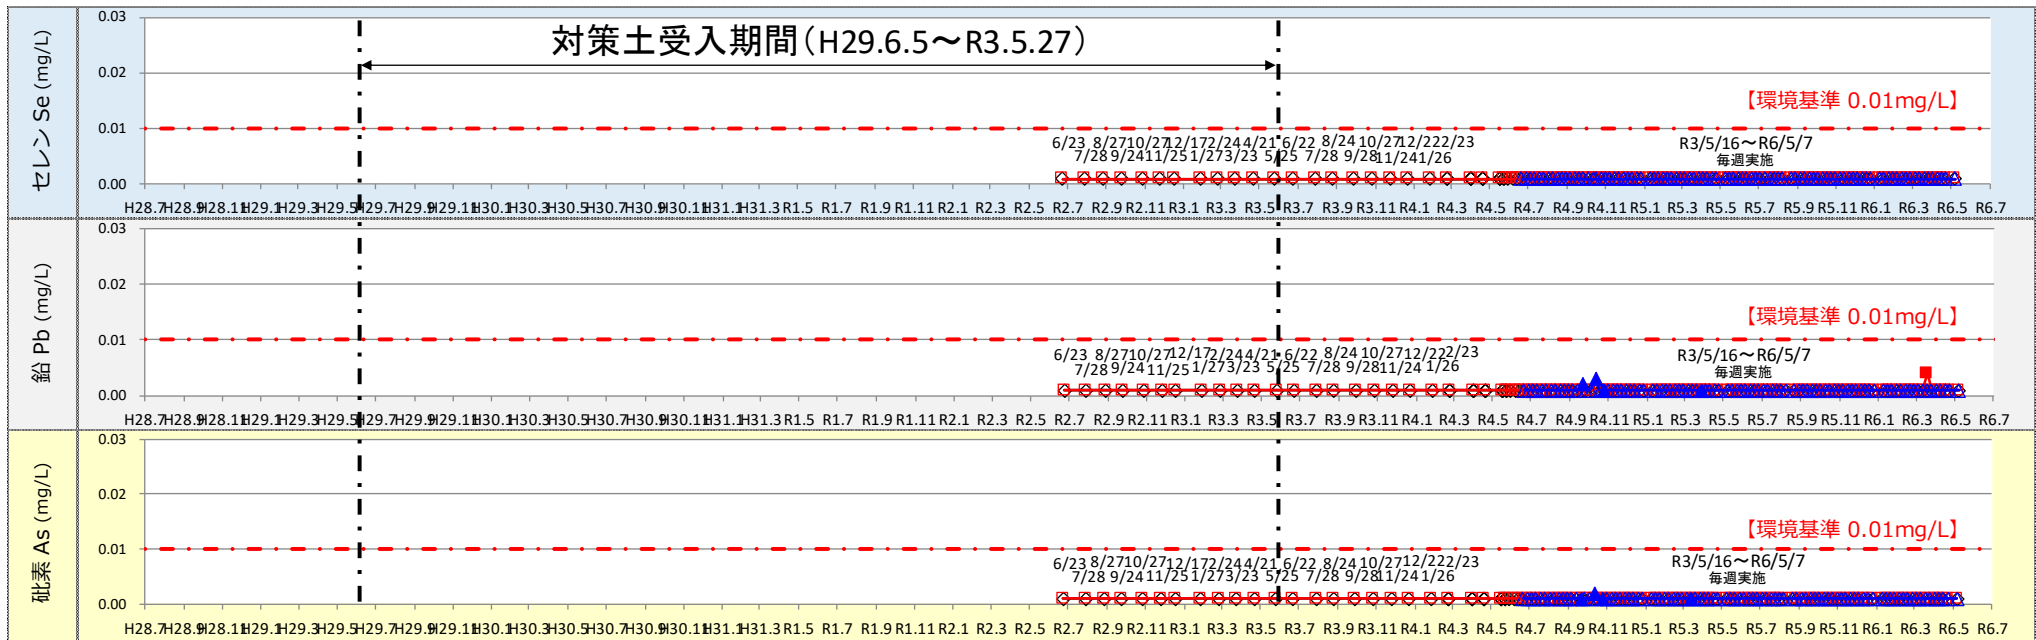 セレン Se (mg/L)
0.03
0.02
0.01
0.00
対策土受入期間（H29.6.5～R3.5.27）
【環境基準 0.01mg/L】
6/23 8/27 10/27 12/17 2/24 4/21 6/22 8/24 10/27 12/22 2/23
7/28 9/24 11/25 1/27 3/23 5/25 7/28 9/28 11/24 1/26
R3/5/16～R6/5/7
毎週実施
H28.7 H28.9 H28.11 H29.1 H29.3 H29.5 H29.7 H29.9 H29.11 H30.1 H30.3 H30.5 H30.7 H30.9 H30.11 H31.1 H31.3 R1.5 R1.7 R1.9 R1.11 R2.1 R2.3 R2.5 R2.7 R2.9 R2.11 R3.1 R3.3 R3.5 R3.7 R3.9 R3.11 R4.1 R4.3 R4.5 R4.7 R4.9 R4.11 R5.1 R5.3 R5.5 R5.7 R5.9 R5.11 R6.1 R6.3 R6.5 R6.7
鉛 Pb (mg/L)
0.03
0.02
0.01
0.00
【環境基準 0.01mg/L】
6/23 8/27 10/27 12/17 2/24 4/21 6/22 8/24 10/27 12/22 2/23
7/28 9/24 11/25 1/27 3/23 5/25 7/28 9/28 11/24 1/26
R3/5/16～R6/5/7
毎週実施
H28.7 H28.9 H28.11 H29.1 H29.3 H29.5 H29.7 H29.9 H29.11 H30.1 H30.3 H30.5 H30.7 H30.9 H30.11 H31.1 H31.3 R1.5 R1.7 R1.9 R1.11 R2.1 R2.3 R2.5 R2.7 R2.9 R2.11 R3.1 R3.3 R3.5 R3.7 R3.9 R3.11 R4.1 R4.3 R4.5 R4.7 R4.9 R4.11 R5.1 R5.3 R5.5 R5.7 R5.9 R5.11 R6.1 R6.3 R6.5 R6.7
砒素 As (mg/L)
0.03
0.02
0.01
0.00
【環境基準 0.01mg/L】
6/23 8/27 10/27 12/17 2/24 4/21 6/22 8/24 10/27 12/22 2/23
7/28 9/24 11/25 1/27 3/23 5/25 7/28 9/28 11/24 1/26
R3/5/16～R6/5/7
毎週実施
H28.7 H28.9 H28.11 H29.1 H29.3 H29.5 H29.7 H29.9 H29.11 H30.1 H30.3 H30.5 H30.7 H30.9 H30.11 H31.1 H31.3 R1.5 R1.7 R1.9 R1.11 R2.1 R2.3 R2.5 R2.7 R2.9 R2.11 R3.1 R3.3 R3.5 R3.7 R3.9 R3.11 R4.1 R4.3 R4.5 R4.7 R4.9 R4.11 R5.1 R5.3 R5.5 R5.7 R5.9 R5.11 R6.1 R6.3 R6.5 R6.7